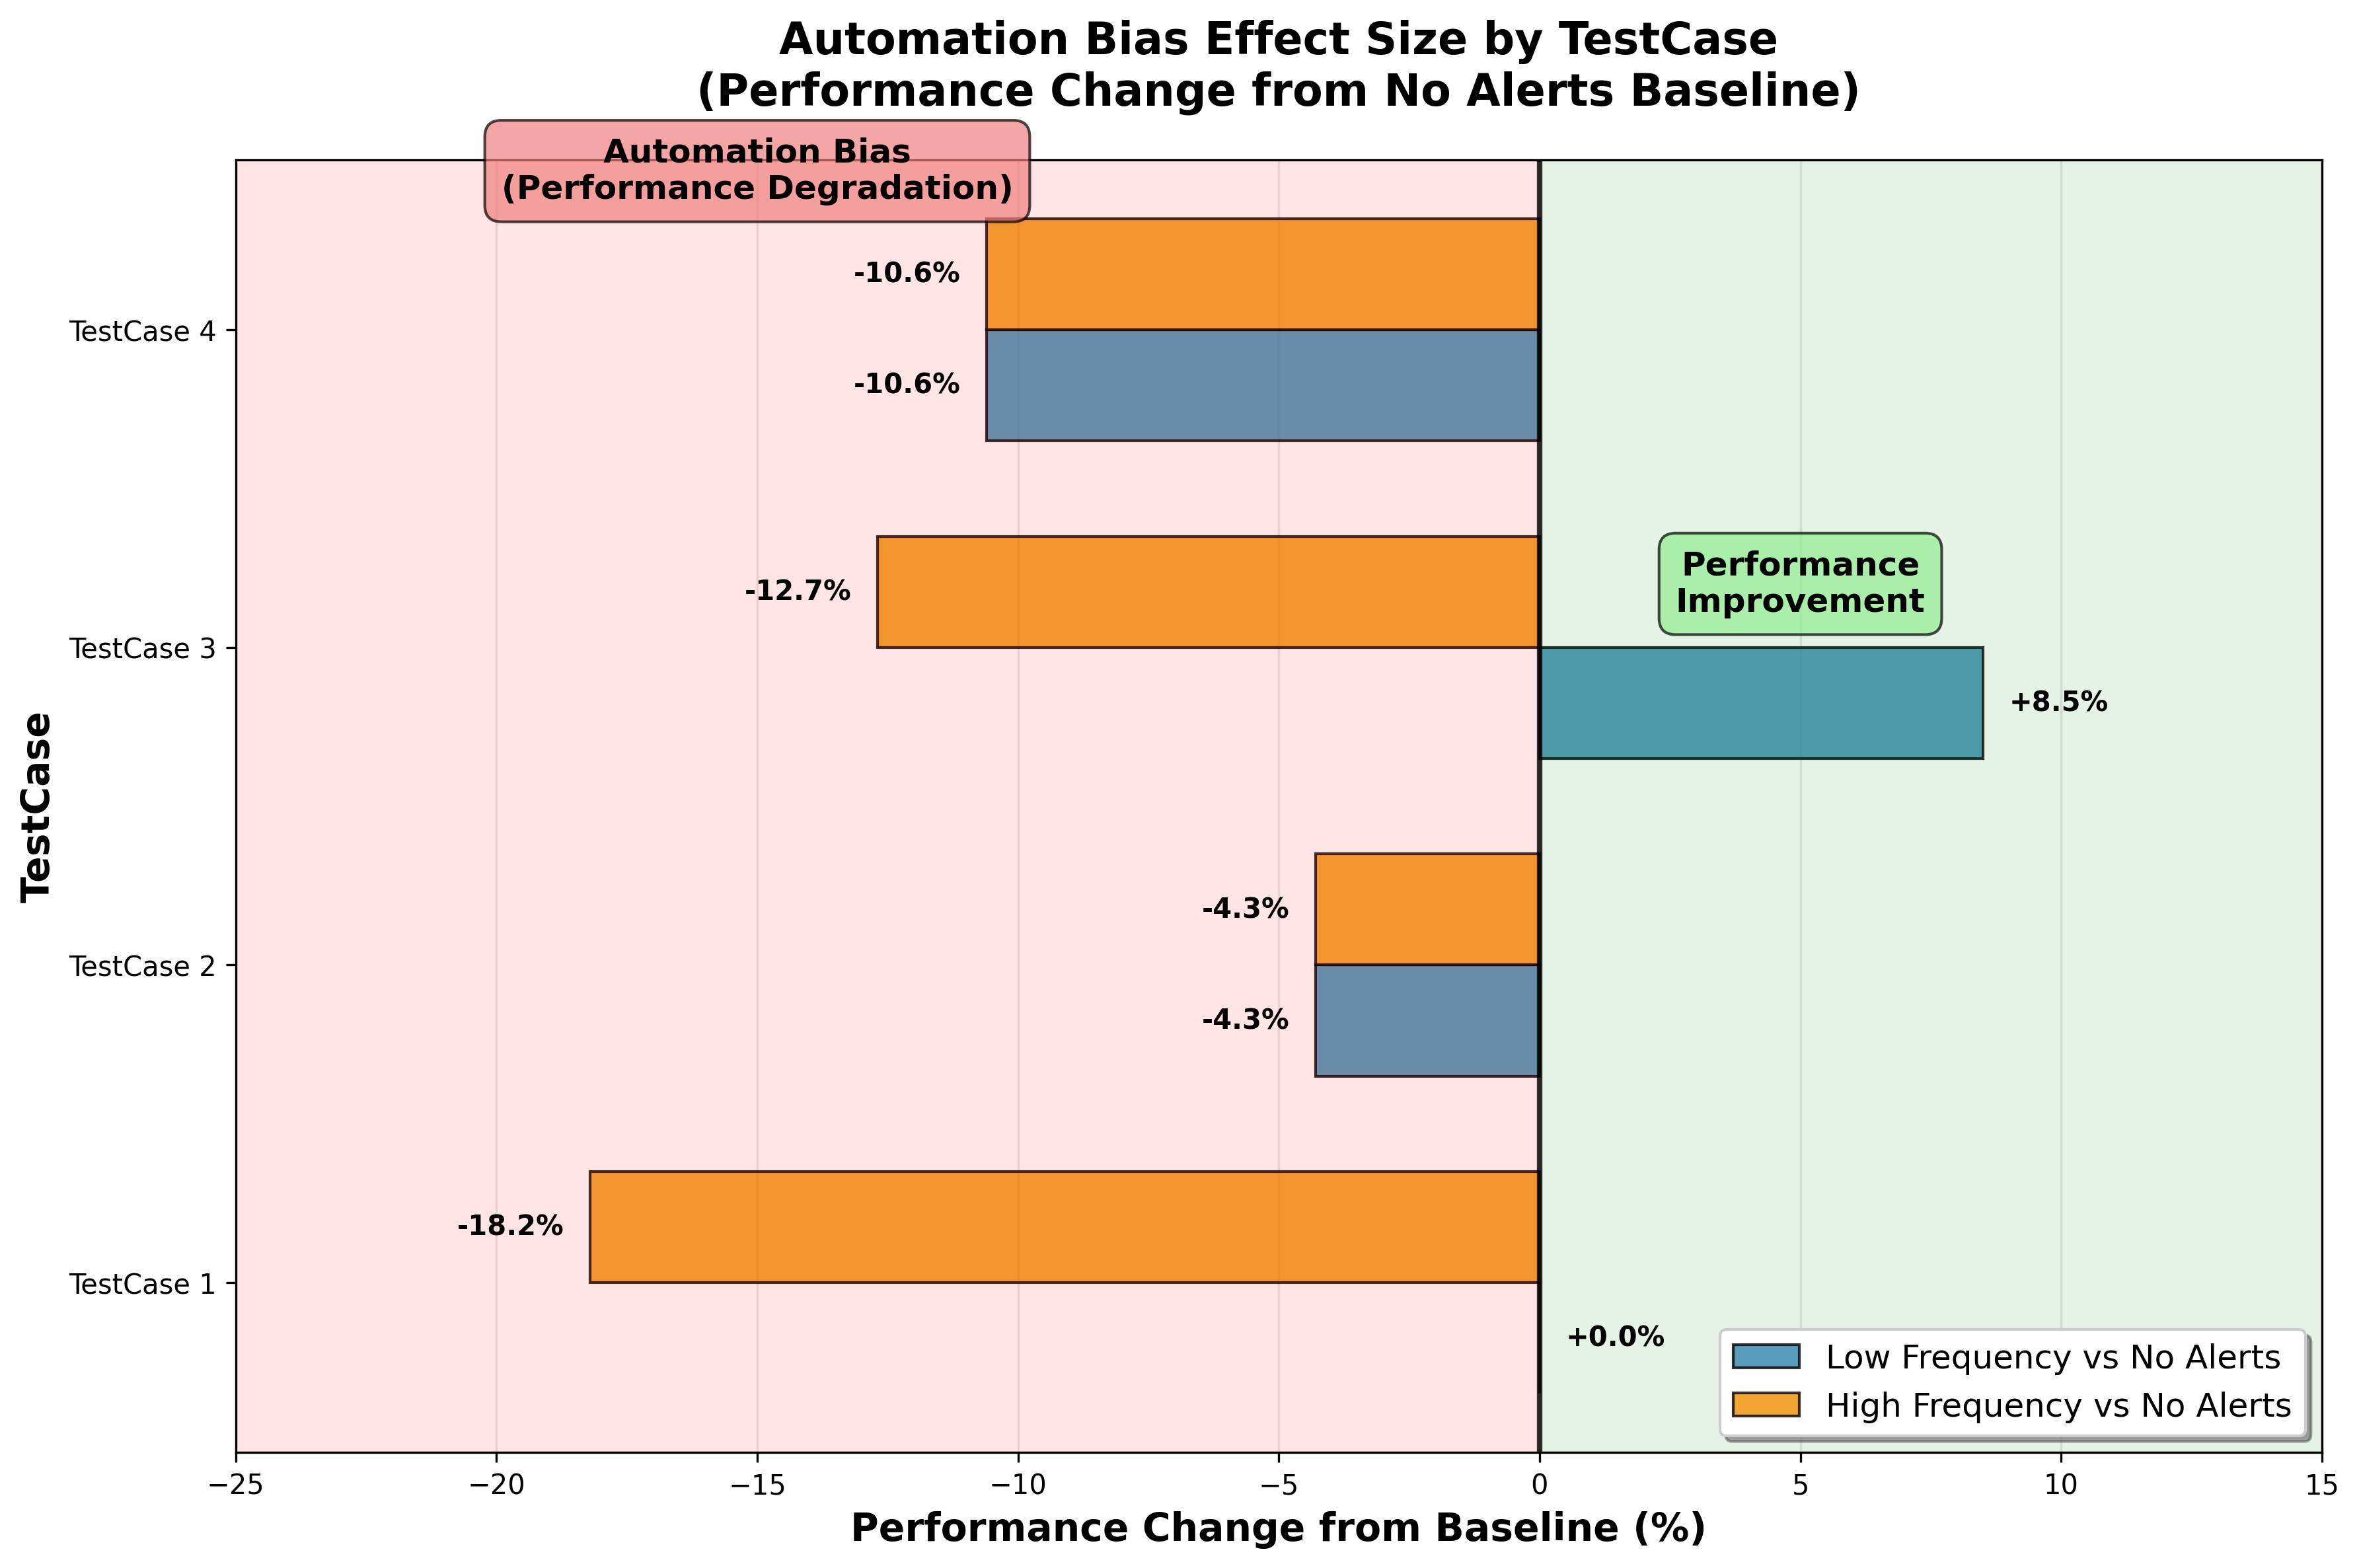 Automation Bias Effect Size by TestCase
(Performance Change from No Alerts Baseline)
Automation Bias
(Performance Degradation)
TestCase 4
-10.6%
-10.6%
TestCase 3
-12.7%
Performance
Improvement
+8.5%
TestCase 2
-4.3%
-4.3%
TestCase 1
-18.2%
+0.0%
TestCase
Low Frequency vs No Alerts
High Frequency vs No Alerts
−25 −20 −15 −10 −5 0 5 10 15
Performance Change from Baseline (%)